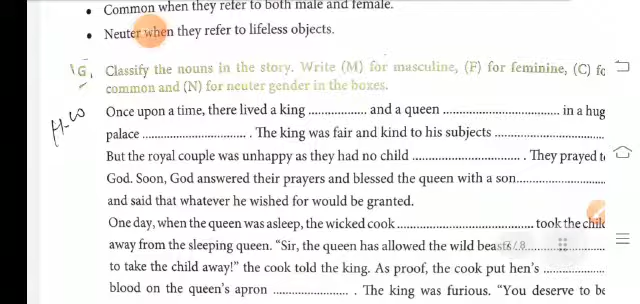 • Common when they refer to both male and female.
• Neuter when they refer to lifeless objects.
G. Classify the nouns in the story. Write (M) for masculine, (F) for feminine, (C) fo
common and (N) for neuter gender in the boxes.
H.W
Once upon a time, there lived a king .................. and a queen .................................... in a hug
palace ................................ . The king was fair and kind to his subjects .................................
But the royal couple was unhappy as they had no child ................................. . They prayed t
God. Soon, God answered their prayers and blessed the queen with a son............................
and said that whatever he wished for would be granted.
One day, when the queen was asleep, the wicked cook ........................................... took the child
away from the sleeping queen. “Sir, the queen has allowed the wild beasts ....................
6/8
to take the child away!” the cook told the king. As proof, the cook put hen's ...................
blood on the queen's apron ....................... . The king was furious. “You deserve to be